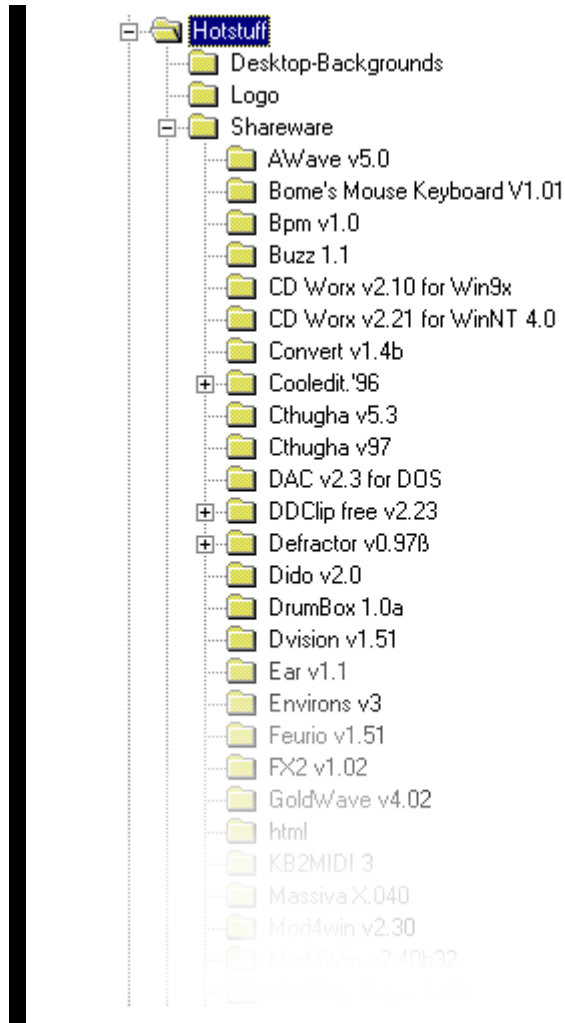 Hotstuff
Desktop-Backgrounds
Logo
Shareware
AWave v5.0
Bome's Mouse Keyboard V1.01
Bpm v1.0
Buzz 1.1
CD Worx v2.10 for Win9x
CD Worx v2.21 for WinNT 4.0
Convert v1.4b
Cooledit.'96
Cthugha v5.3
Cthugha v97
DAC v2.3 for DOS
DDClip free v2.23
Defractor v0.97ß
Dido v2.0
DrumBox 1.0a
Dvision v1.51
Ear v1.1
Environs v3
Feurio v1.51
FX2 v1.02
GoldWave v4.02
html
KB2MIDI 3
Massiva X.040
Mod4win v2.30
Mod4Win v2.40b32